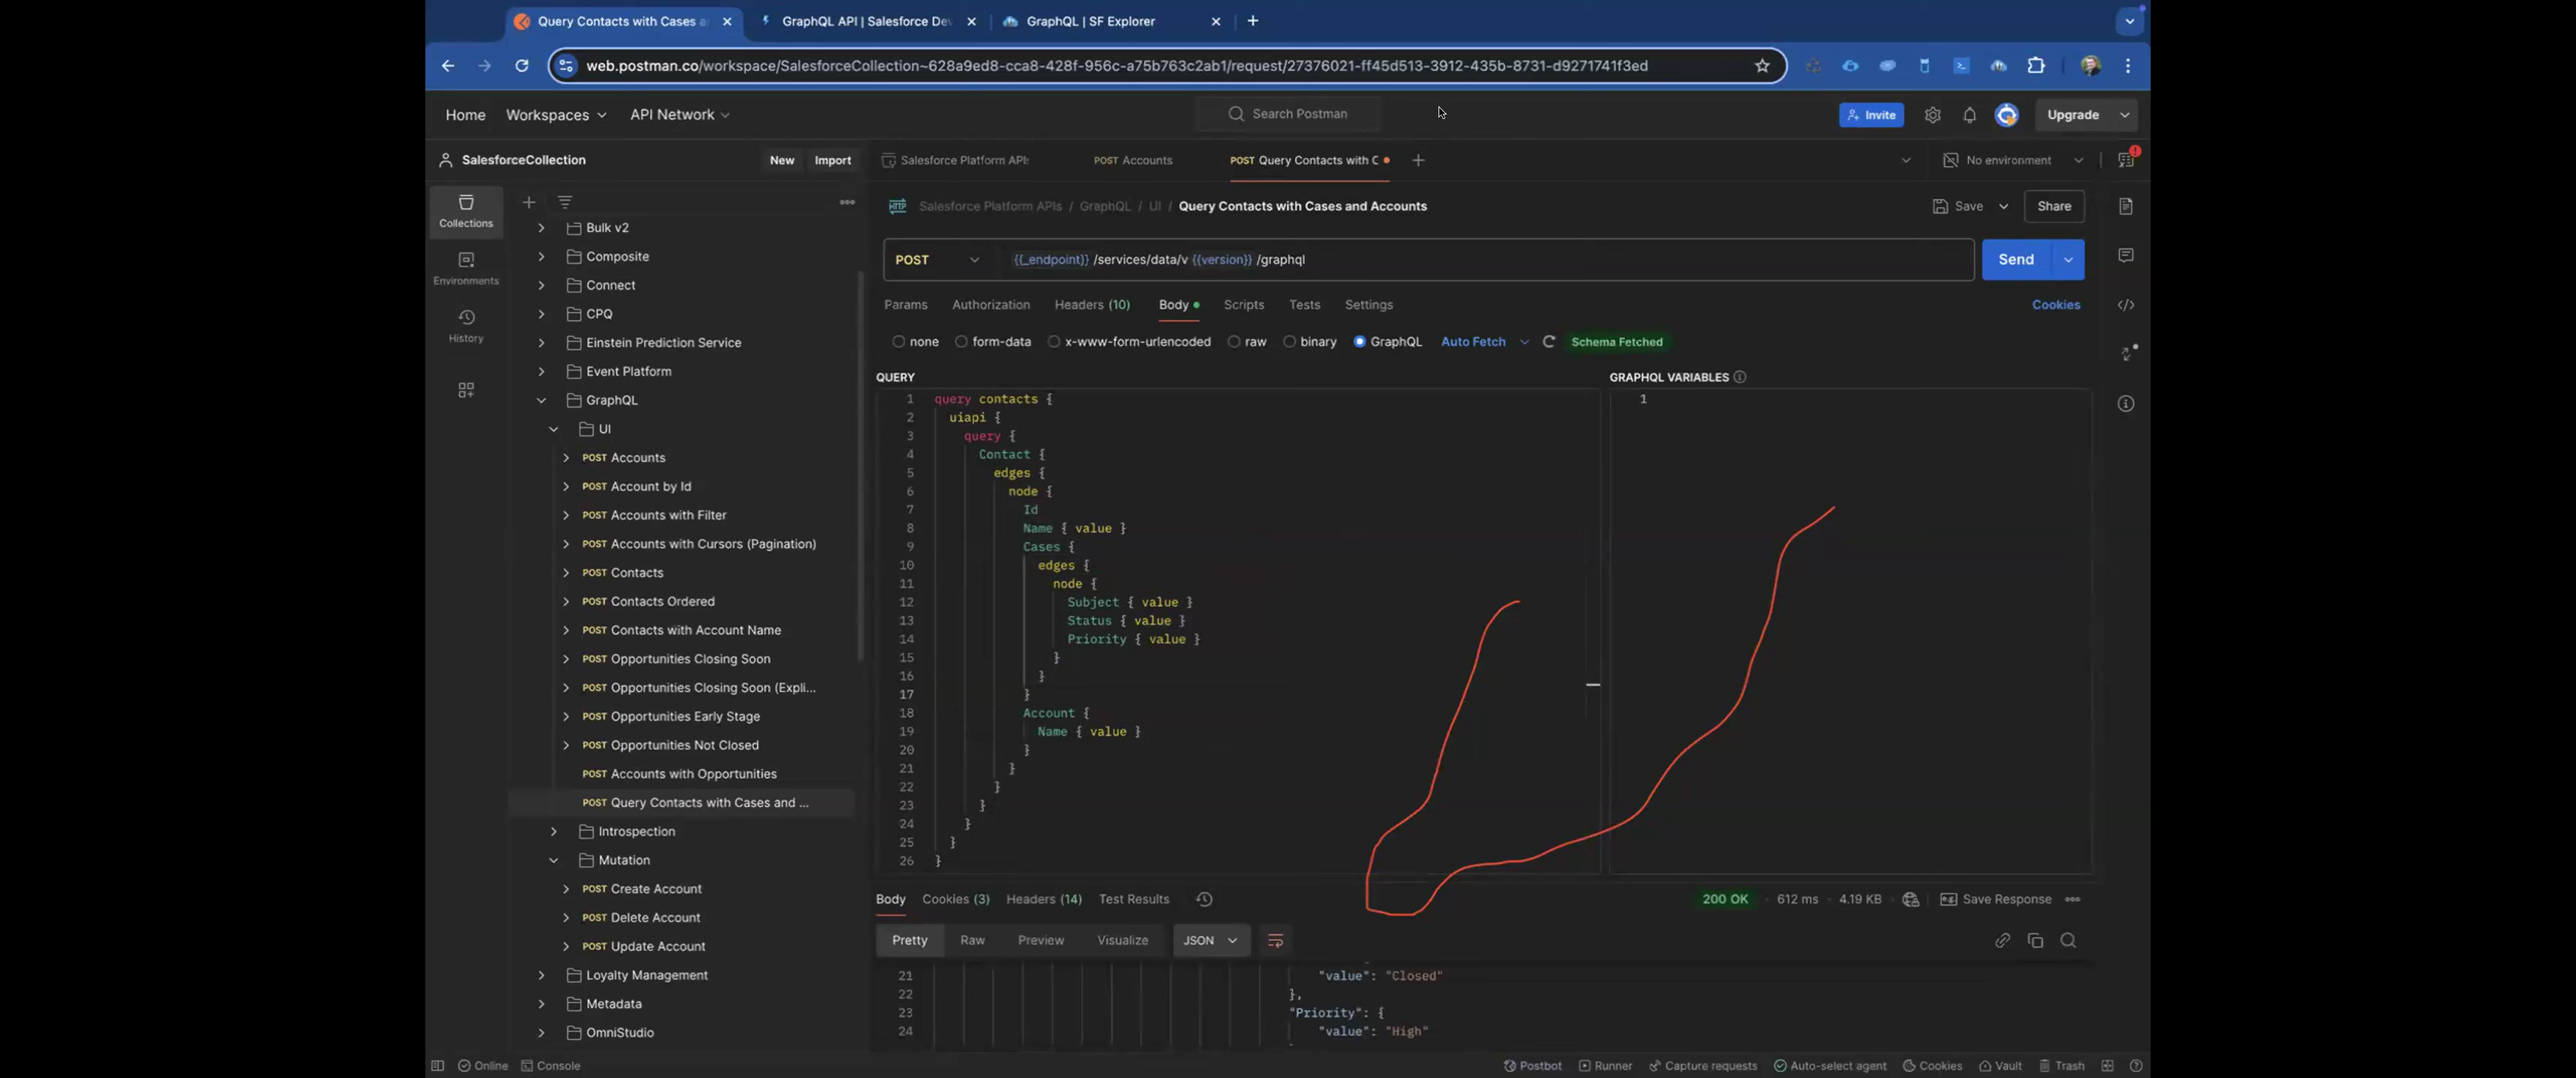 Query Contacts with Cases a
GraphQL API | Salesforce De
GraphQL | SF Explorer
web.postman.co/workspace/SalesforceCollection~628a9ed8-cca8-428f-956c-a75b763c2ab1/request/27376021-ff45d513-3912-435b-8731-d9271741f3ed
Home
Workspaces
API Network
Search Postman
Invite
Upgrade
SalesforceCollection
New
Import
Salesforce Platform APIs
POST Accounts
POST Query Contacts with C
No environment
Collections
Environments
History
Bulk v2
Composite
Connect
CPQ
Einstein Prediction Service
Event Platform
GraphQL
UI
POST Accounts
POST Account by Id
POST Accounts with Filter
POST Accounts with Cursors (Pagination)
POST Contacts
POST Contacts Ordered
POST Contacts with Account Name
POST Opportunities Closing Soon
POST Opportunities Closing Soon (Expli...
POST Opportunities Early Stage
POST Opportunities Not Closed
POST Accounts with Opportunities
POST Query Contacts with Cases and ...
Introspection
Mutation
POST Create Account
POST Delete Account
POST Update Account
Loyalty Management
Metadata
OmniStudio
HTTP
Salesforce Platform APIs / GraphQL / UI / Query Contacts with Cases and Accounts
Save
Share
POST
{{_endpoint}} /services/data/v {{version}} /graphql
Send
Params
Authorization
Headers (10)
Body
Scripts
Tests
Settings
Cookies
none
form-data
x-www-form-urlencoded
raw
binary
GraphQL
Auto Fetch
Schema Fetched
QUERY
1 query contacts {
2 uiapi {
3 query {
4 Contact {
5 edges {
6 node {
7 Id
8 Name { value }
9 Cases {
10 edges {
11 node {
12 Subject { value }
13 Status { value }
14 Priority { value }
15 }
16 }
17 }
18 Account {
19 Name { value }
20 }
21 }
22 }
23 }
24 }
25 }
26 }
GRAPHQL VARIABLES
1
Body
Cookies (3)
Headers (14)
Test Results
200 OK
612 ms
4.19 KB
Save Response
Pretty
Raw
Preview
Visualize
JSON
21 "value": "Closed"
22 },
23 "Priority": {
24 "value": "High"
Online
Console
Postbot
Runner
Capture requests
Auto-select agent
Cookies
Vault
Trash